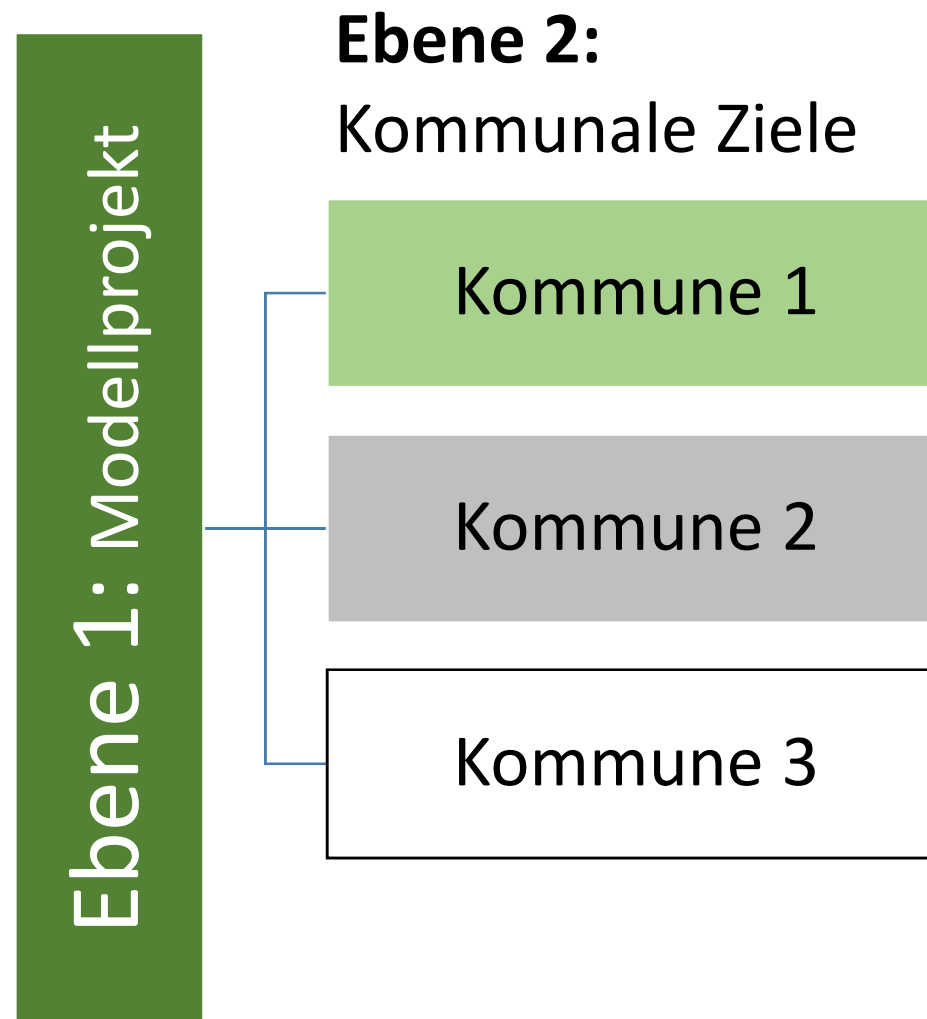 Ebene 1: Modellprojekt
Ebene 2:
Kommunale Ziele
Kommune 1
Kommune 2
Kommune 3